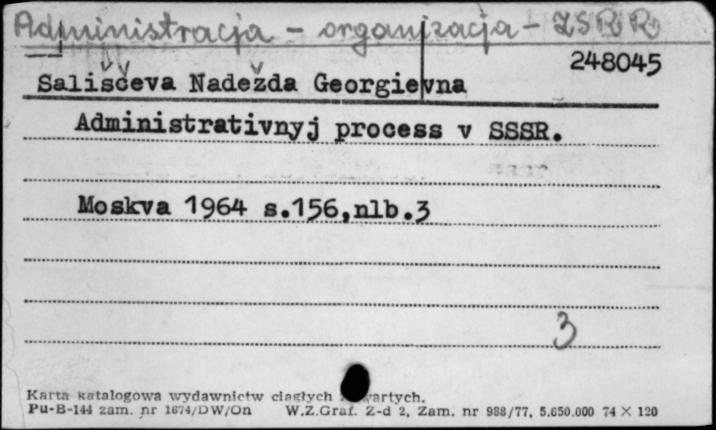 Administracja - organizacja - ZSRR
248045
Sališčeva Nadežda Georgievna
Administrativnyj process v SSSR.
Moskva 1964 s.156,nlb.3
3
Karta katalogowa wydawnictw ciągłych
Pu-B-144 zam. nr 1674/DW/On W.Z.Graf. Z-d 2, Zam. nr 988/77, 5.650.000 74 X 120